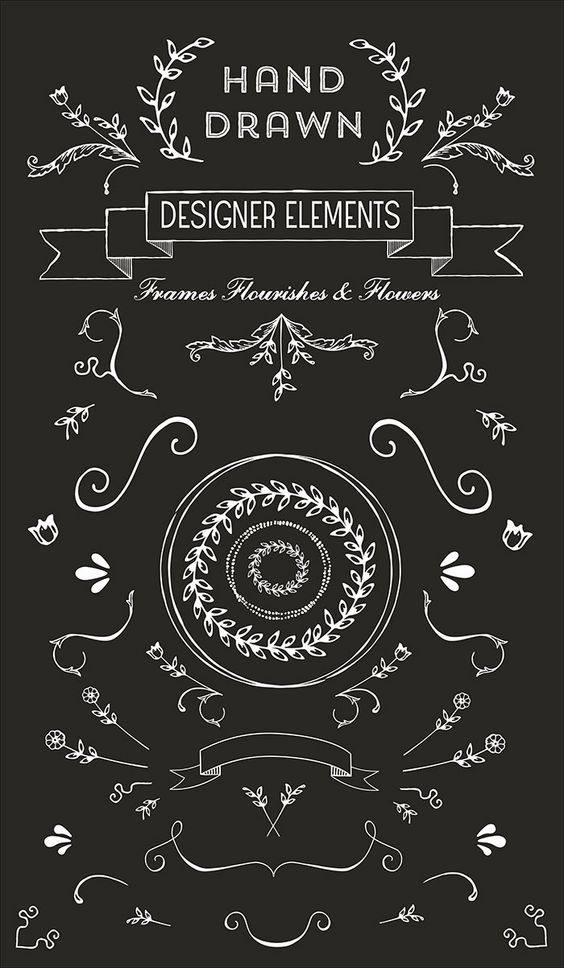 HAND
DRAWN
DESIGNER ELEMENTS
Frames Flourishes & Flowers